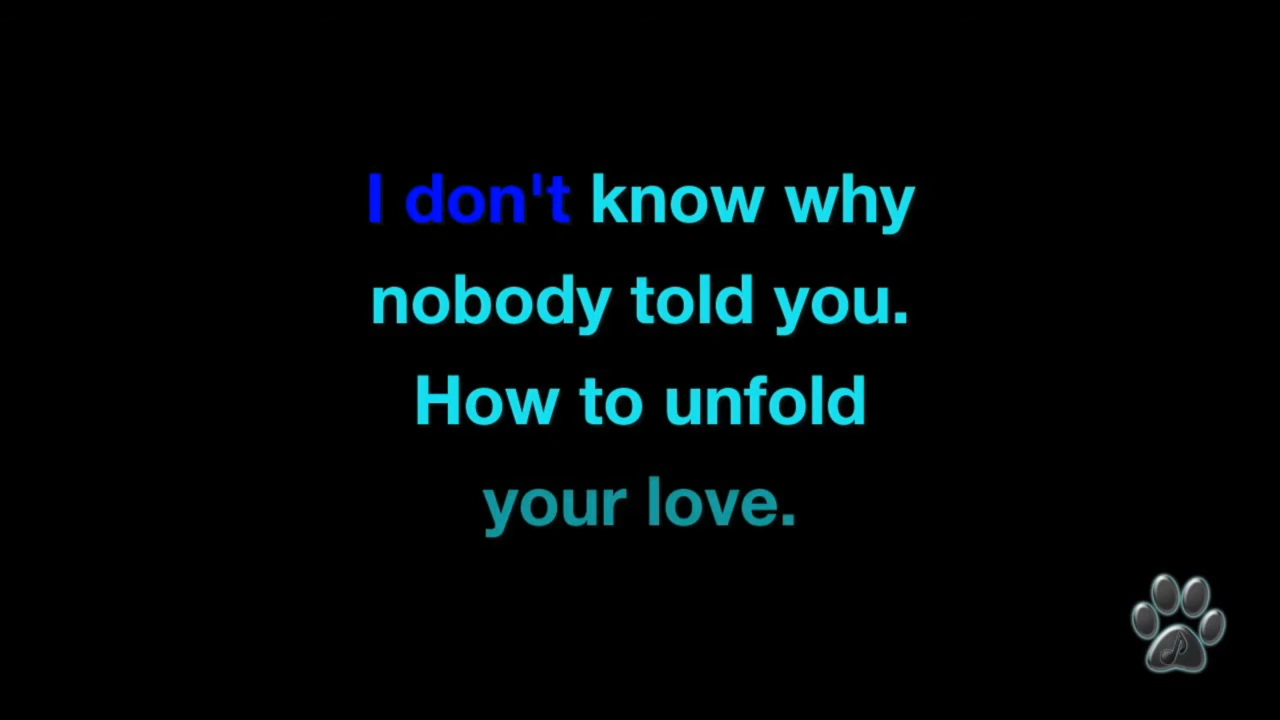 I don't know why
nobody told you.
How to unfold
your love.